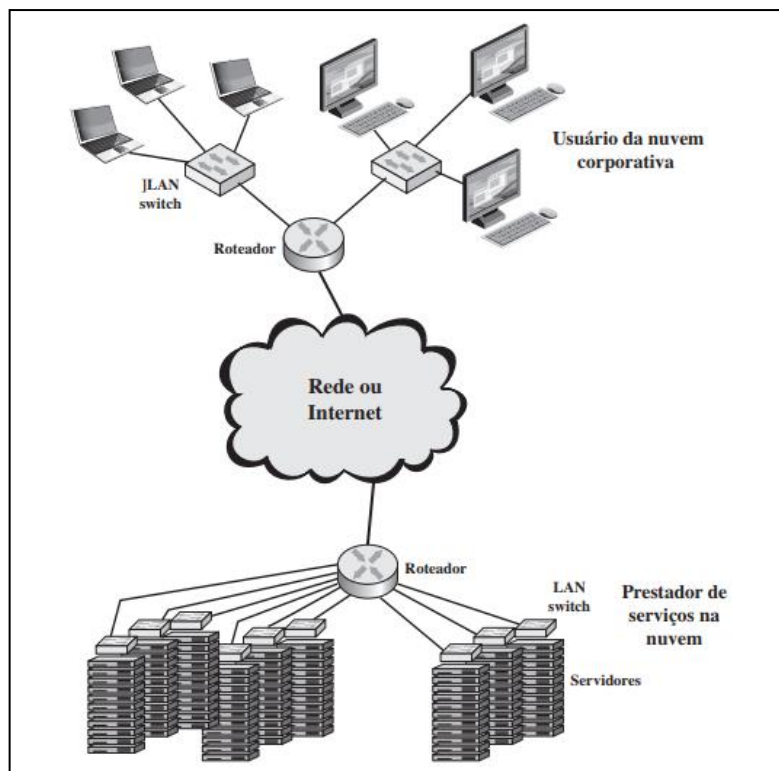 Usuário da nuvem
corporativa
]LAN
switch
Roteador
Rede ou
Internet
Roteador
LAN
switch
Prestador de
serviços na
nuvem
Servidores